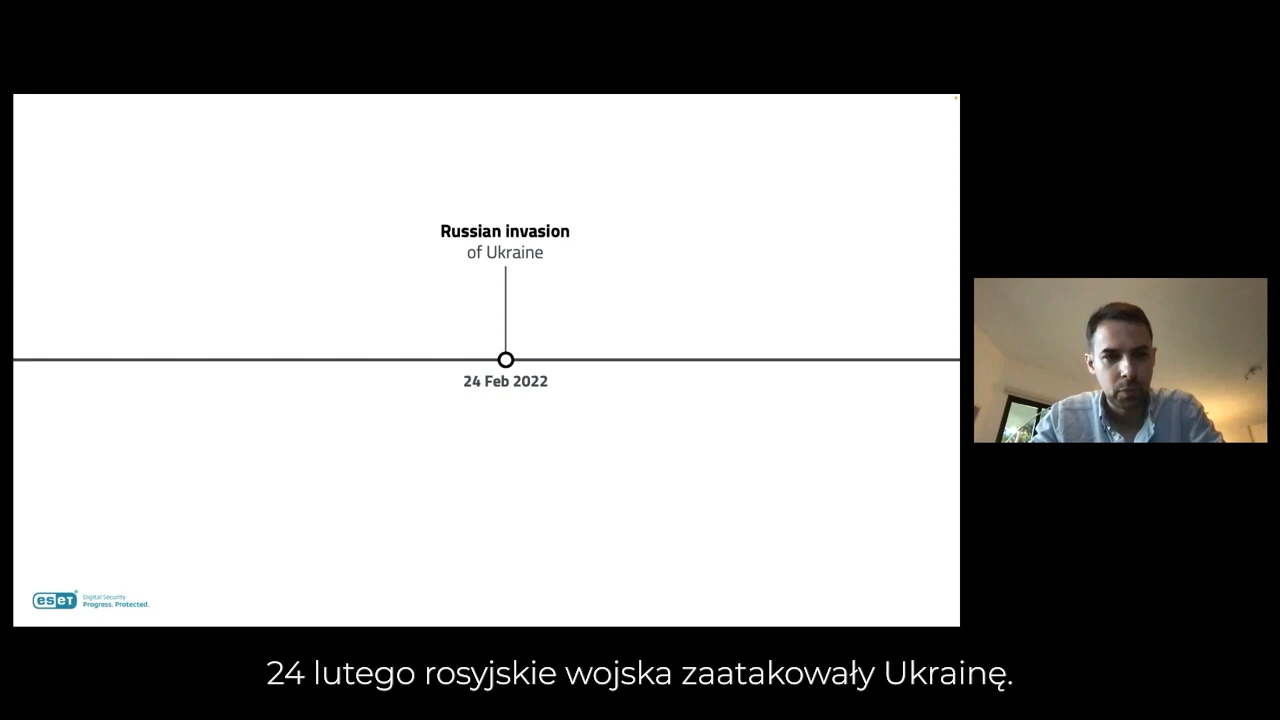 Russian invasion
of Ukraine
24 Feb 2022
eset® Digital Security
Progress. Protected.
24 lutego rosyjskie wojska zaatakowały Ukrainę.